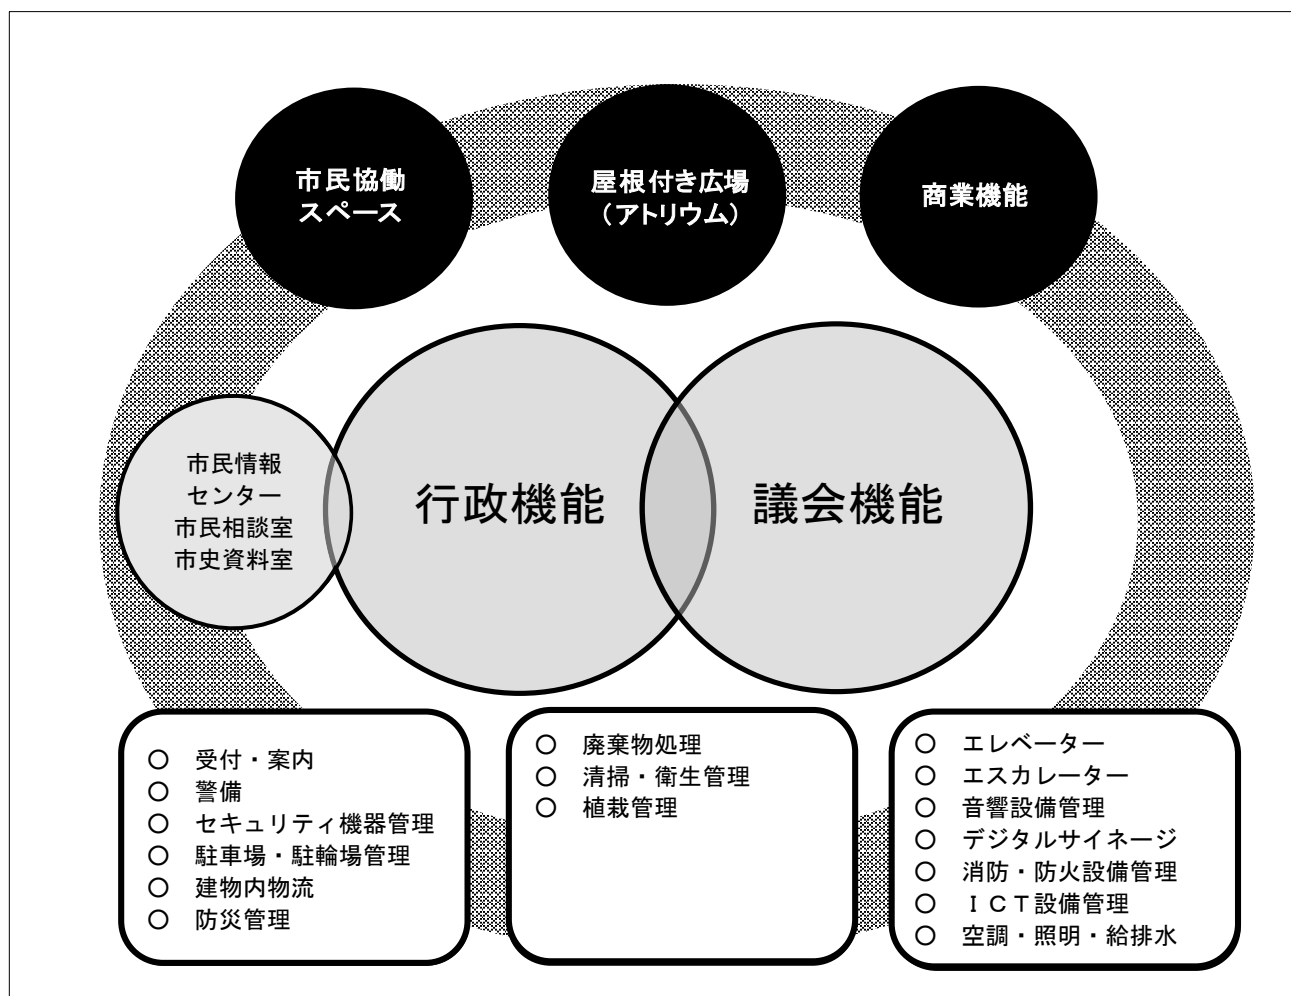 市民協働
スペース
屋根付き広場
（アトリウム）
商業機能
市民情報
センター
市民相談室
市史資料室
行政機能
議会機能
○ 受付・案内
○ 警備
○ セキュリティ機器管理
○ 駐車場・駐輪場管理
○ 建物内物流
○ 防災管理
○ 廃棄物処理
○ 清掃・衛生管理
○ 植栽管理
○ エレベーター
○ エスカレーター
○ 音響設備管理
○ デジタルサイネージ
○ 消防・防火設備管理
○ ＩＣＴ設備管理
○ 空調・照明・給排水